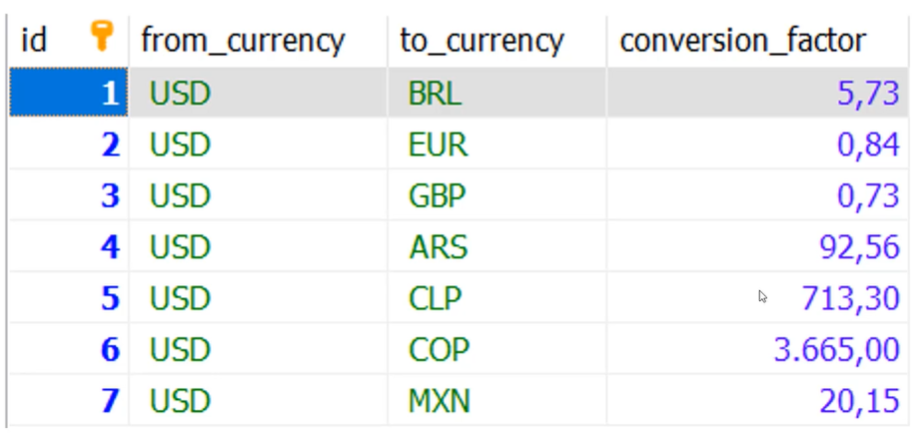 id from_currency to_currency conversion_factor
1 USD BRL 5,73
2 USD EUR 0,84
3 USD GBP 0,73
4 USD ARS 92,56
5 USD CLP 713,30
6 USD COP 3.665,00
7 USD MXN 20,15